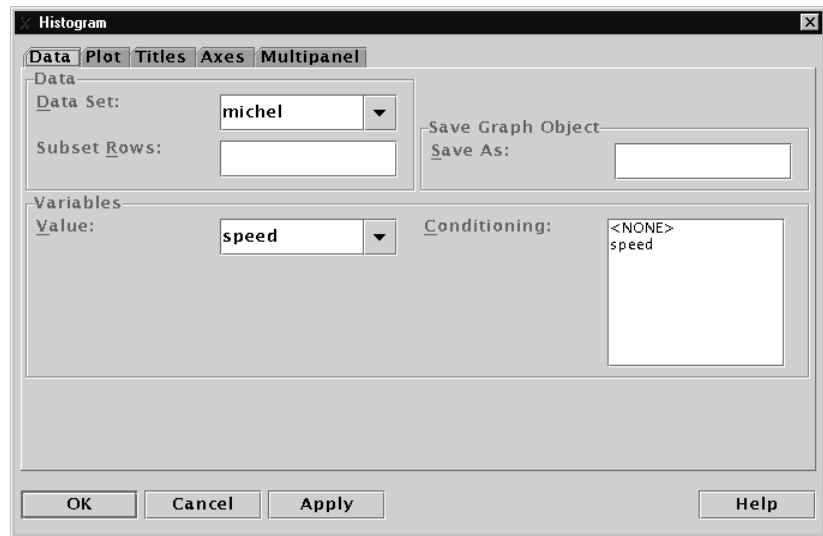 Histogram
Data Plot Titles Axes Multipanel
Data
Data Set: michel
Subset Rows:
Save Graph Object
Save As:
Variables
Value: speed
Conditioning: <NONE>
speed
OK Cancel Apply Help